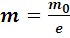 m = m₀/e